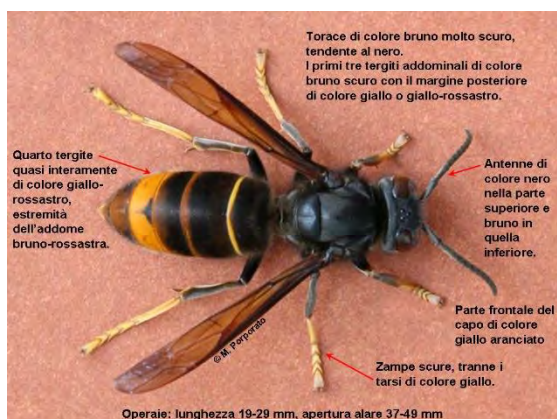 Torace di colore bruno molto scuro,
tendente al nero.
I primi tre tergiti addominali di colore
bruno scuro con il margine posteriore
di colore giallo o giallo-rossastro.
Quarto tergite
quasi interamente
di colore giallo-
rossastro,
estremità
dell'addome
bruno-rossastra.
Antenne di
colore nero
nella parte
superiore e
bruno in
quella
inferiore.
Parte frontale del
capo di colore
giallo aranciato
©M. Porporato
Zampe scure, tranne i
tarsi di colore giallo.
Operaie: lunghezza 19-29 mm, apertura alare 37-49 mm